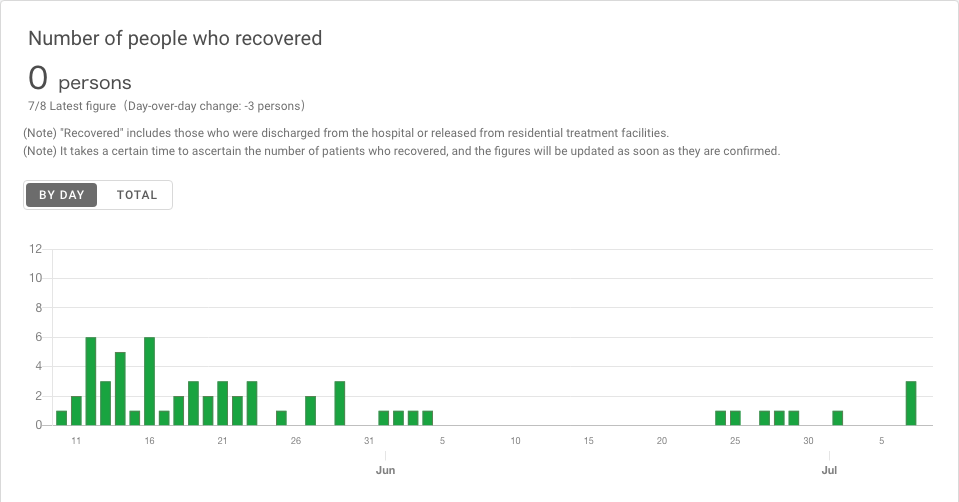 Number of people who recovered
0 persons
7/8 Latest figure（Day-over-day change: -3 persons）
(Note) "Recovered" includes those who were discharged from the hospital or released from residential treatment facilities.
(Note) It takes a certain time to ascertain the number of patients who recovered, and the figures will be updated as soon as they are confirmed.
BY DAY TOTAL
12
10
8
6
4
2
0
11 16 21 26 31 5 10 15 20 25 30 5
Jun Jul